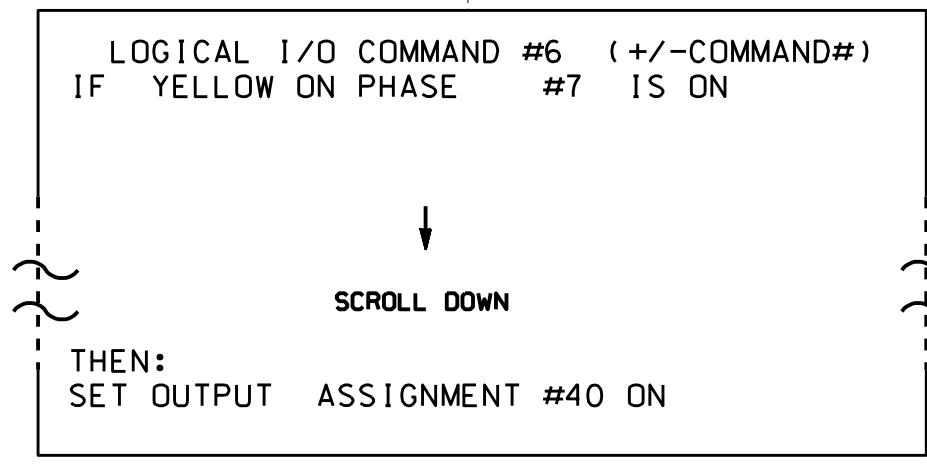 LOGICAL I/O COMMAND #6 (+/-COMMAND#)
IF YELLOW ON PHASE #7 IS ON
SCROLL DOWN
THEN:
SET OUTPUT ASSIGNMENT #40 ON